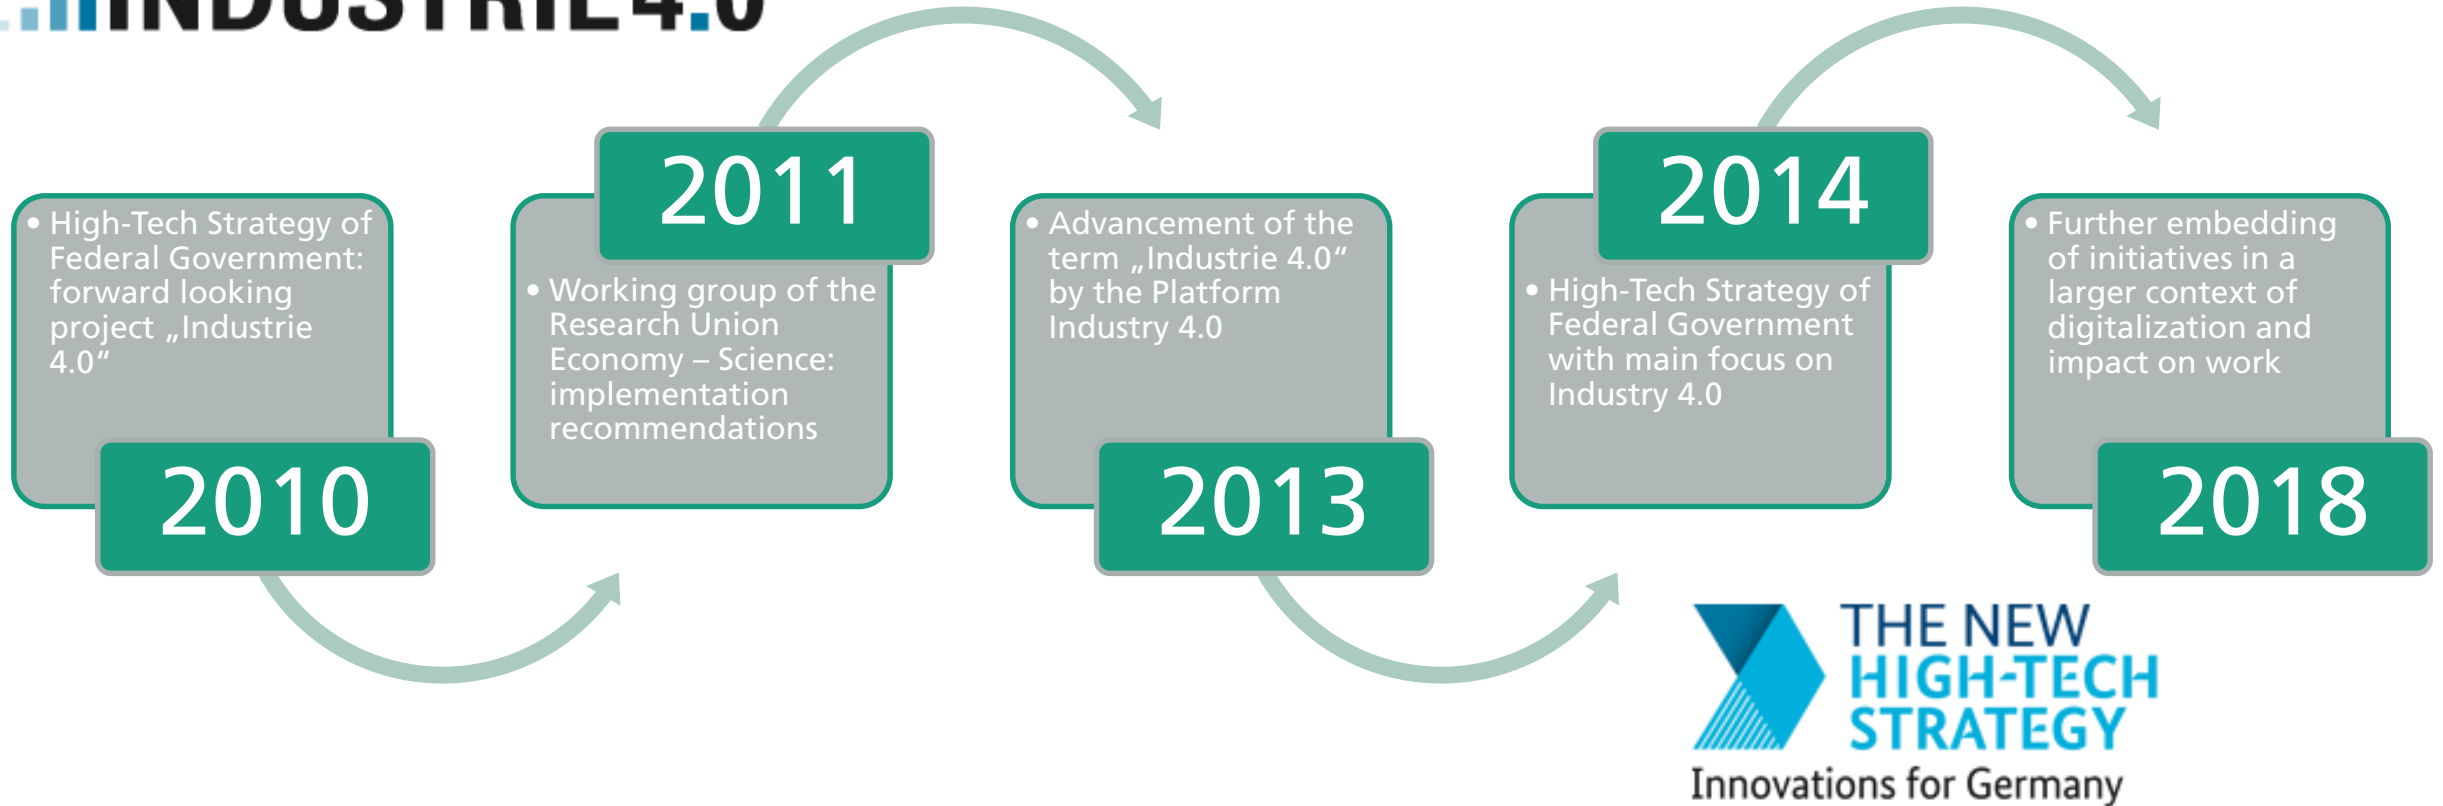 INDUSTRIE4.0
• High-Tech Strategy of
Federal Government:
forward looking
project „Industrie
4.0“
2010
2011
• Working group of the
Research Union
Economy – Science:
implementation
recommendations
• Advancement of the
term „Industrie 4.0“
by the Platform
Industry 4.0
2013
2014
• High-Tech Strategy of
Federal Government
with main focus on
Industry 4.0
• Further embedding
of initiatives in a
larger context of
digitalization and
impact on work
2018
THE NEW
HIGH-TECH
STRATEGY
Innovations for Germany